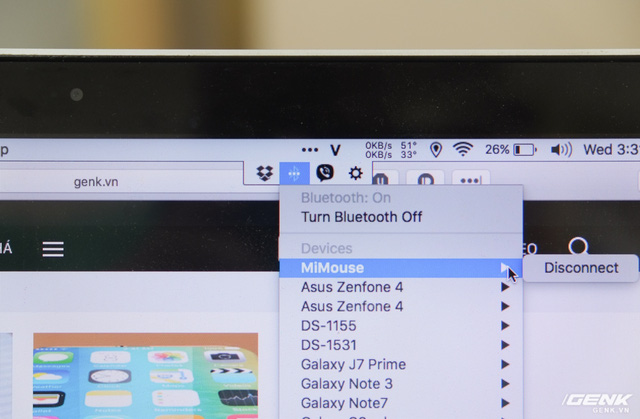 p ••• V 0KB/s 51° 26% Wed 3:3
0KB/s 33°
genk.vn
Bluetooth: On
Turn Bluetooth Off
Á
EO
Devices
MiMouse
Disconnect
Asus Zenfone 4
Asus Zenfone 4
DS-1155
DS-1531
Galaxy J7 Prime
Galaxy Note 3
Galaxy Note7
GENK
GENK.VN